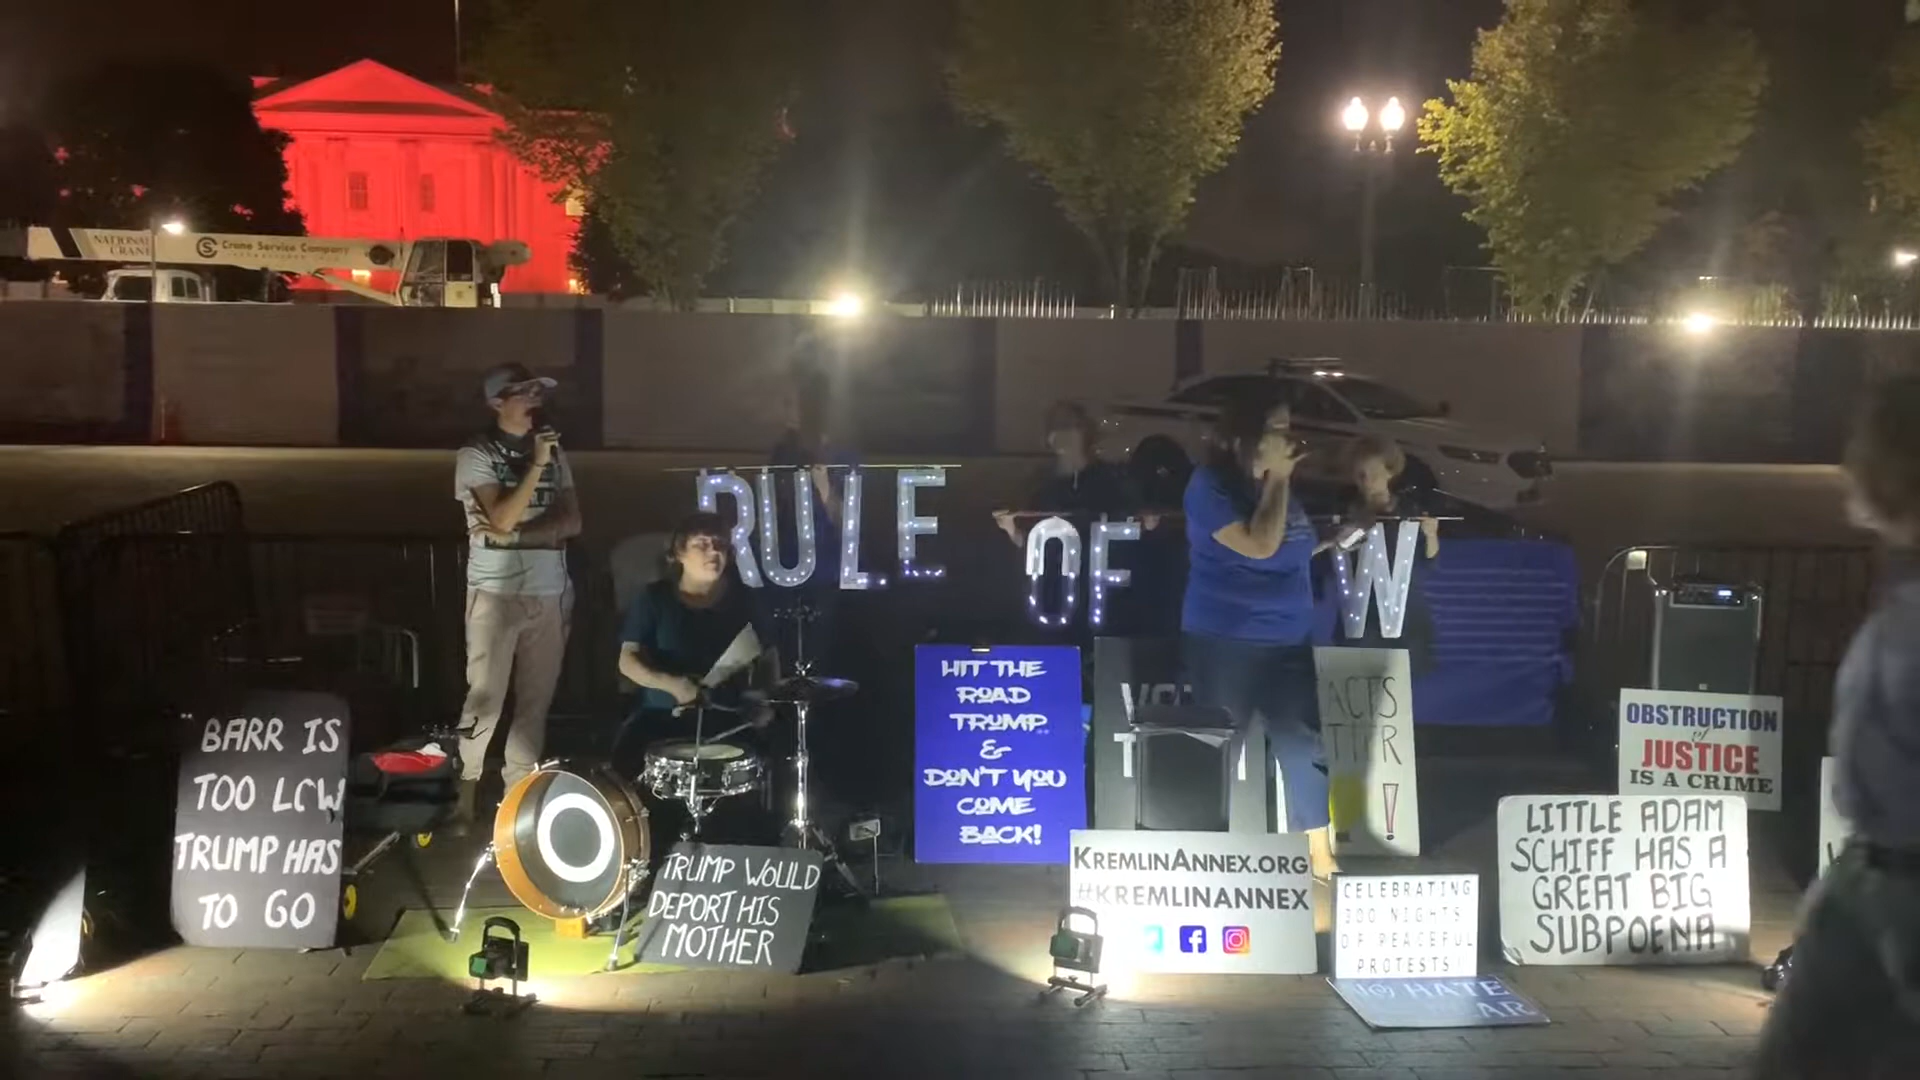 NATIONAL
CRANE
Crane Service Company
RULE
OF
W
HIT THE
ROAD
TRUMP
&
DON'T YOU
COME
BACK!
ACTS
!
BARR IS
TOO LOW
TRUMP HAS
TO GO
TRUMP WOULD
DEPORT HIS
MOTHER
KREMLINANNEX.ORG
#KREMLINANNEX
CELEBRATING
300 NIGHTS
OF PEACEFUL
PROTESTS!
HATE
OBSTRUCTION
of
JUSTICE
IS A CRIME
LITTLE ADAM
SCHIFF HAS A
GREAT BIG
SUBPOENA